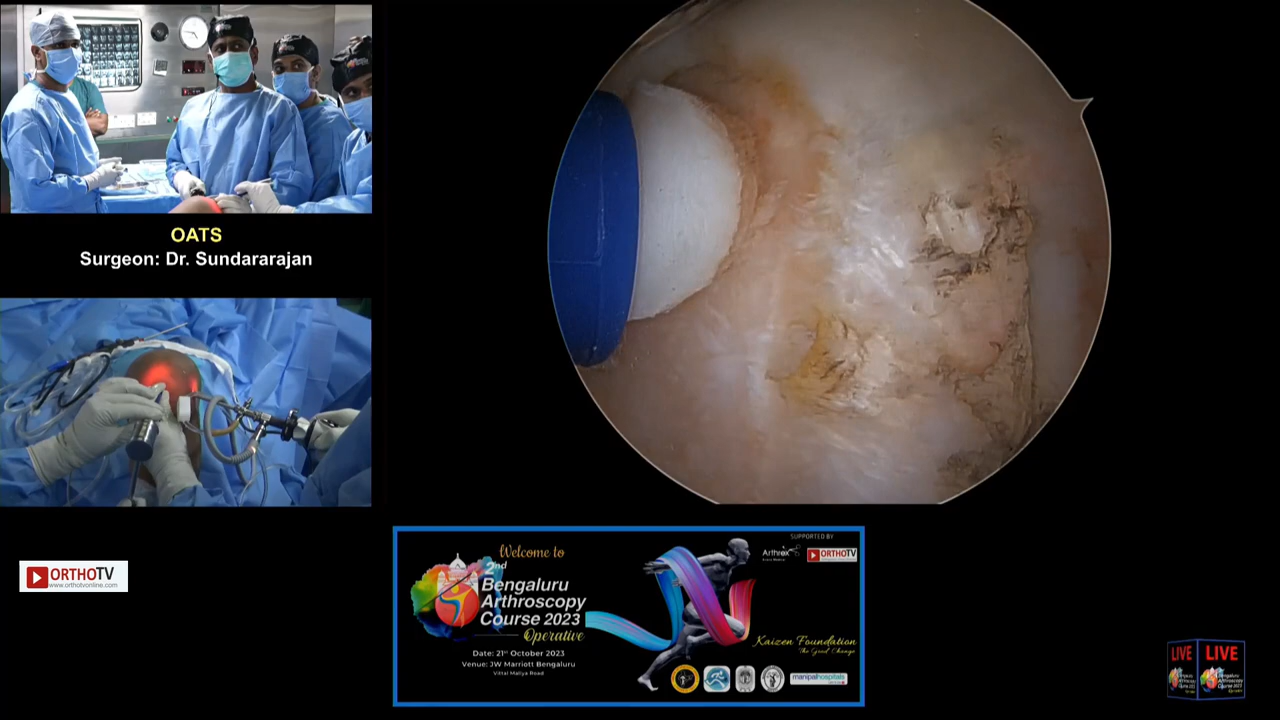 OATS
Surgeon: Dr. Sundararajan
ORTHOTV
www.orthotvonline.com
SUPPORTED BY
Arthrex
ORTHOTV
Welcome to
2nd
Bengaluru
Arthroscopy
Course 2023
Operative
Date: 21st October 2023
Venue: JW Marriott Bengaluru
Vittal Mallya Road
Kaizen Foundation
The Good Change
manipalhospitals
LIVE
LIVE